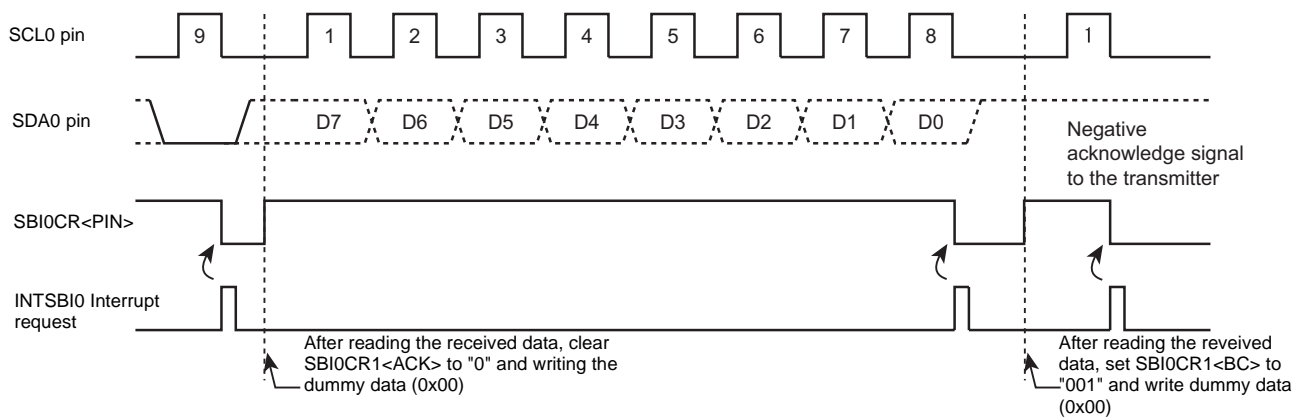 SCL0 pin
9 1 2 3 4 5 6 7 8 1
SDA0 pin
D7 D6 D5 D4 D3 D2 D1 D0
Negative
acknowledge signal
to the transmitter
SBI0CR<PIN>
INTSBI0 Interrupt
request
After reading the received data, clear
SBI0CR1<ACK> to "0" and writing the
dummy data (0x00)
After reading the reveived
data, set SBI0CR1<BC> to
"001" and write dummy data
(0x00)